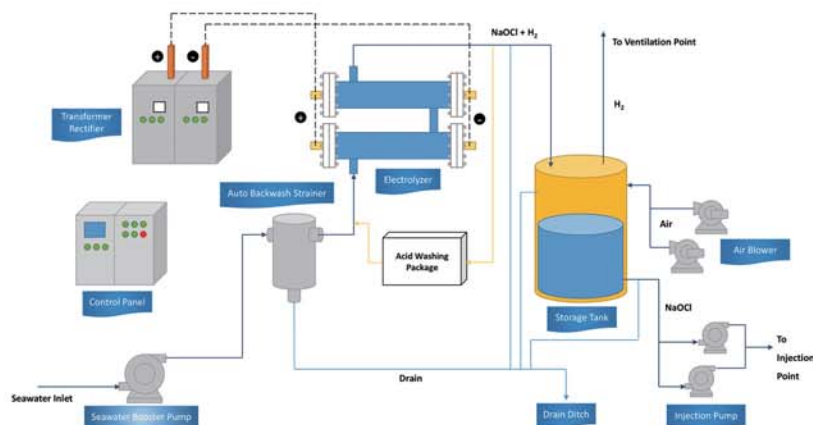 NaOCl + H₂
To Ventilation Point
+
-
Transformer
Rectifier
H₂
+
-
Electrolyzer
Auto Backwash Strainer
Air
Air Blower
Acid Washing
Package
Control Panel
Storage Tank
NaOCl
To
Injection
Point
Drain
Seawater Inlet
Seawater Booster Pump
Drain Ditch
Injection Pump